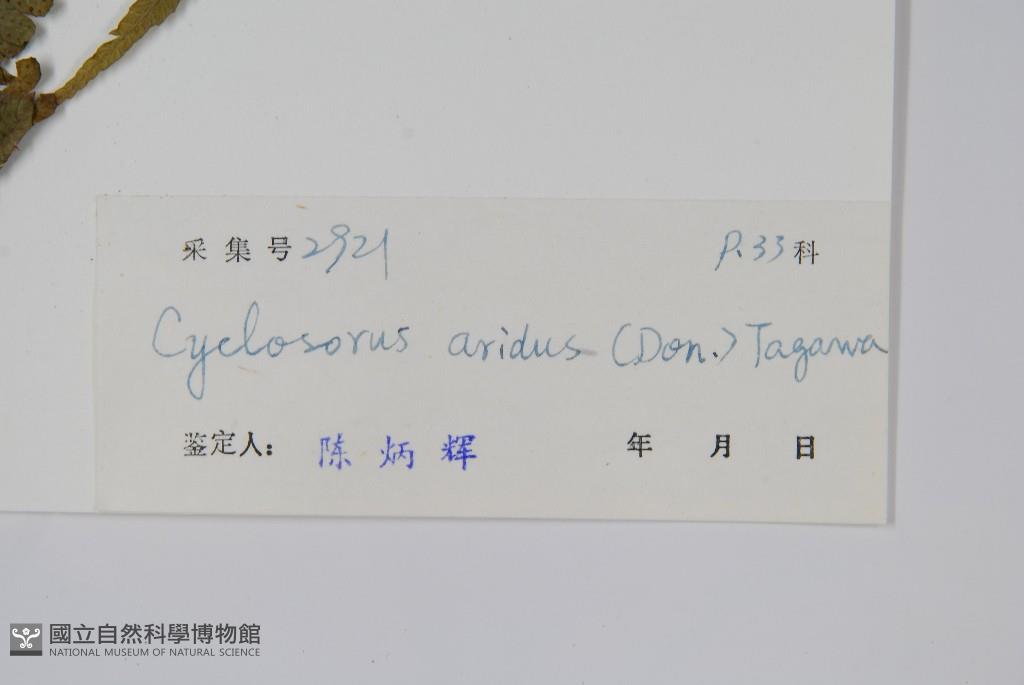 采集号 2921 P.33 科
Cyclosorus aridus (Don.) Tagawa
鉴定人： 陈炳辉 年 月 日
國立自然科學博物館
NATIONAL MUSEUM OF NATURAL SCIENCE